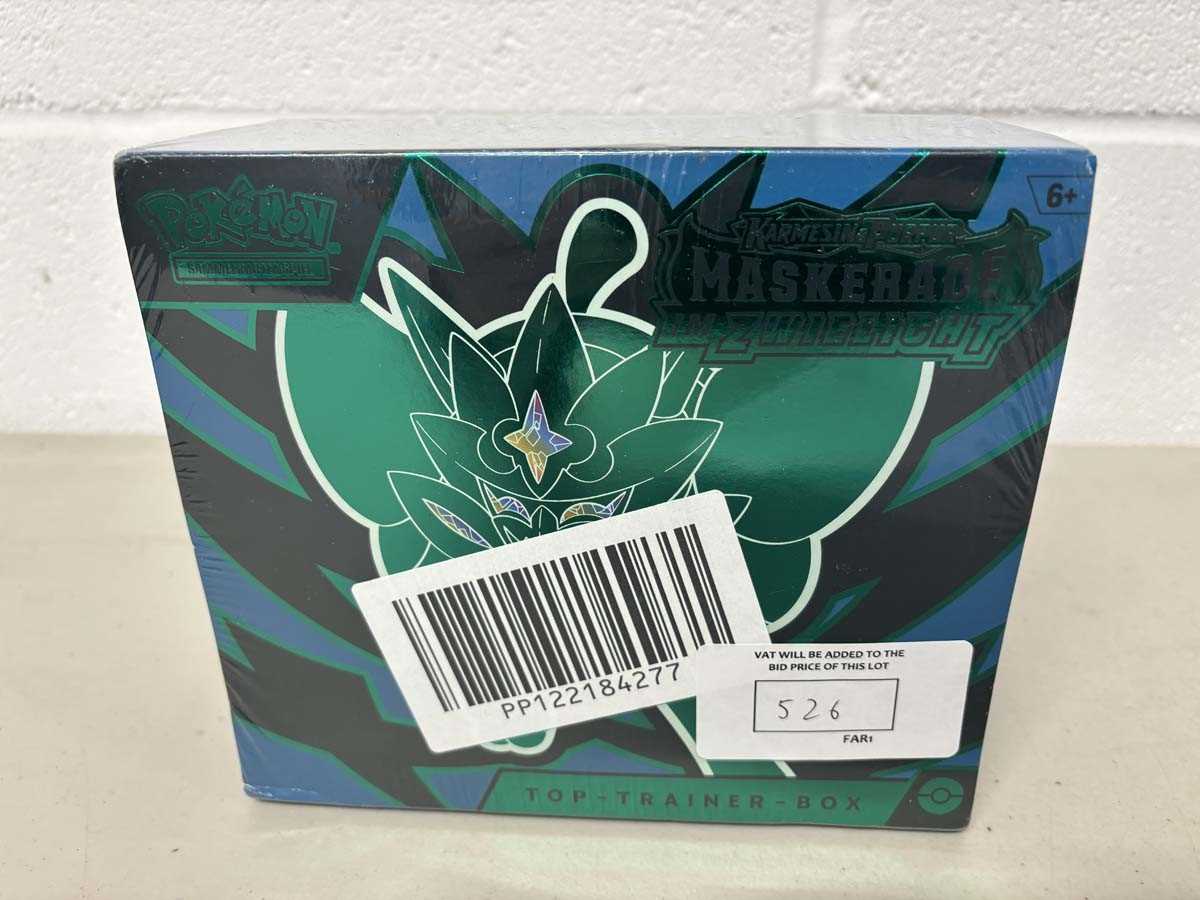 POKéMON
SAMMELKARTENSPIEL
6+
KARMESIN & PURPUR
MASKERADE
IM ZWIELICHT
PP122184277
VAT WILL BE ADDED TO THE
BID PRICE OF THIS LOT
526
FAR1
TOP-TRAINER-BOX